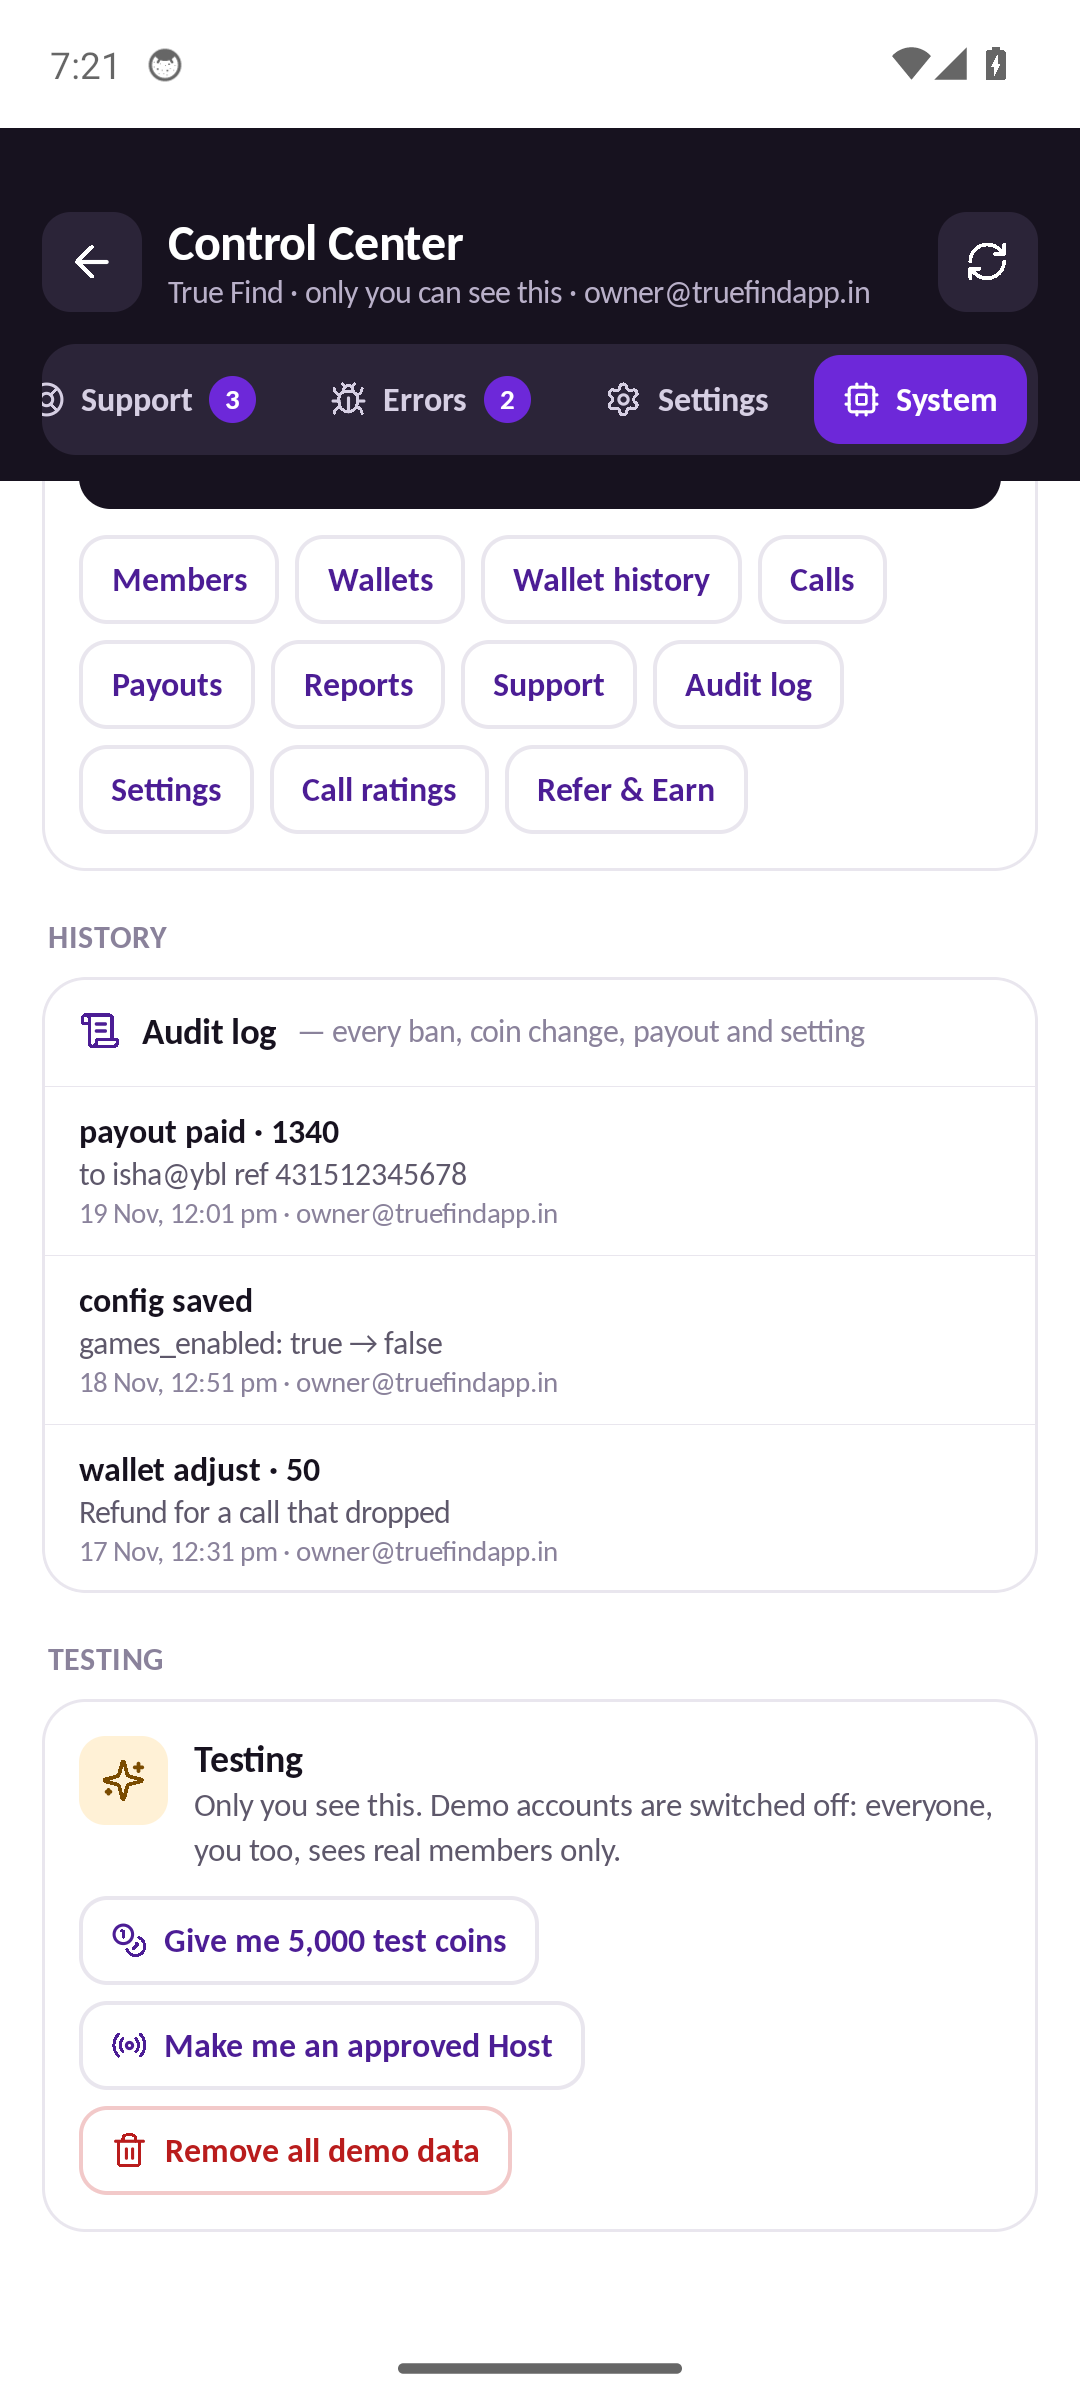 7:21
Control Center
True Find · only you can see this · owner@truefindapp.in
Support 3 Errors 2 Settings System
Members Wallets Wallet history Calls
Payouts Reports Support Audit log
Settings Call ratings Refer & Earn
HISTORY
Audit log — every ban, coin change, payout and setting
payout paid · 1340
to isha@ybl ref 431512345678
19 Nov, 12:01 pm · owner@truefindapp.in
config saved
games_enabled: true → false
18 Nov, 12:51 pm · owner@truefindapp.in
wallet adjust · 50
Refund for a call that dropped
17 Nov, 12:31 pm · owner@truefindapp.in
TESTING
Testing
Only you see this. Demo accounts are switched off: everyone,
you too, sees real members only.
Give me 5,000 test coins
Make me an approved Host
Remove all demo data